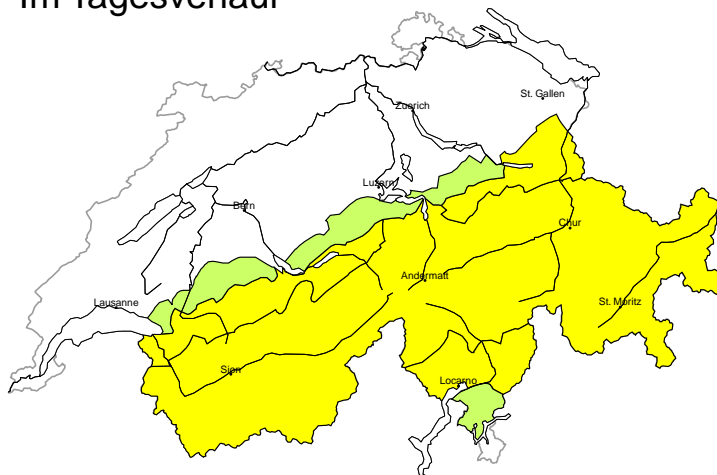 im Tagesverlauf
St. Gallen
Zuerich
Luzern
Bern
Chur
Andermatt
Lausanne
St. Moritz
Sion
Locarno